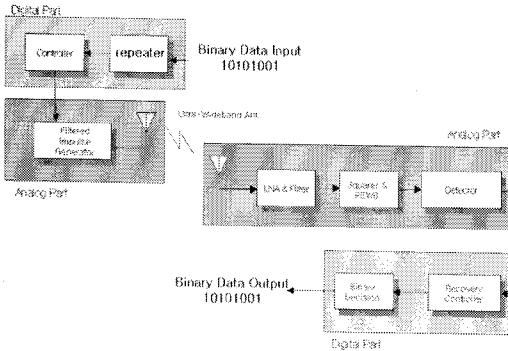 Digital Part
Controller
repeater
Binary Data Input
10101001
Ultra-Wideband Ant.
Filtered
Impulse
Generator
Analog Part
Analog Part
LNA & Filter
Squarer &
Detector
Binary Data Output
10101001
Binary
Decision
Recovery
Controller
Digital Part